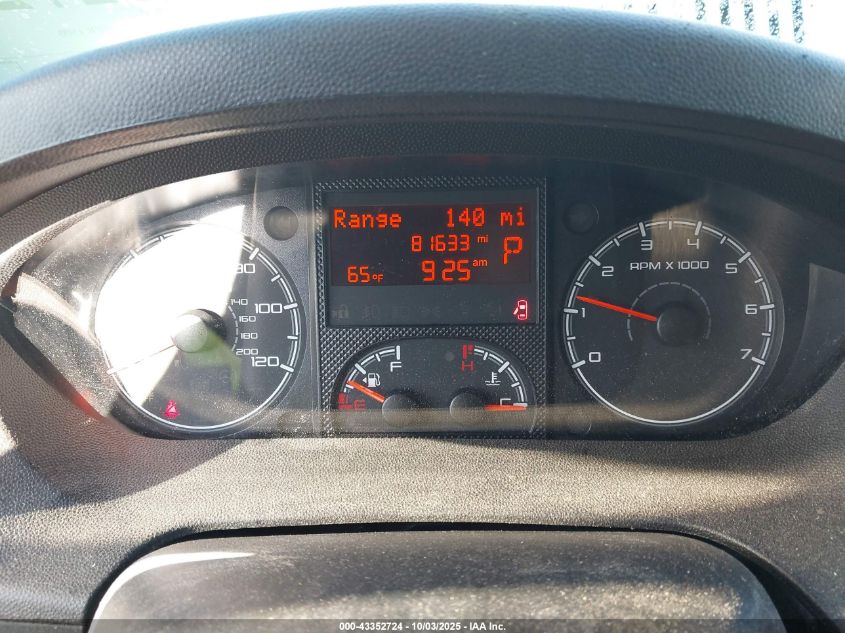 Range 140 mi
81633 mi P
65°F 925 am
80 100 120
140 160 180 200
F E
H C
0 1 2 3 4 5 6 7
RPM X 1000
000-43352724 - 10/03/2025 - IAA Inc.